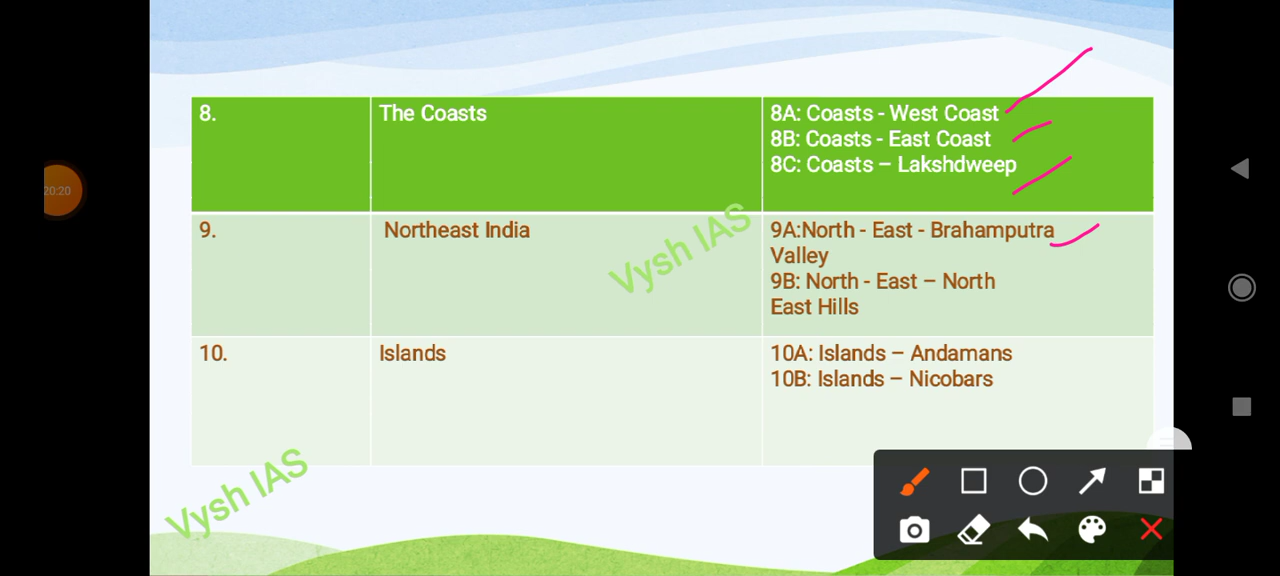 8.
The Coasts
8A: Coasts - West Coast
8B: Coasts - East Coast
8C: Coasts – Lakshdweep
9.
Northeast India
9A:North - East - Brahamputra
Valley
9B: North - East – North
East Hills
10.
Islands
10A: Islands – Andamans
10B: Islands – Nicobars
Vysh IAS
Vysh IAS
20:20